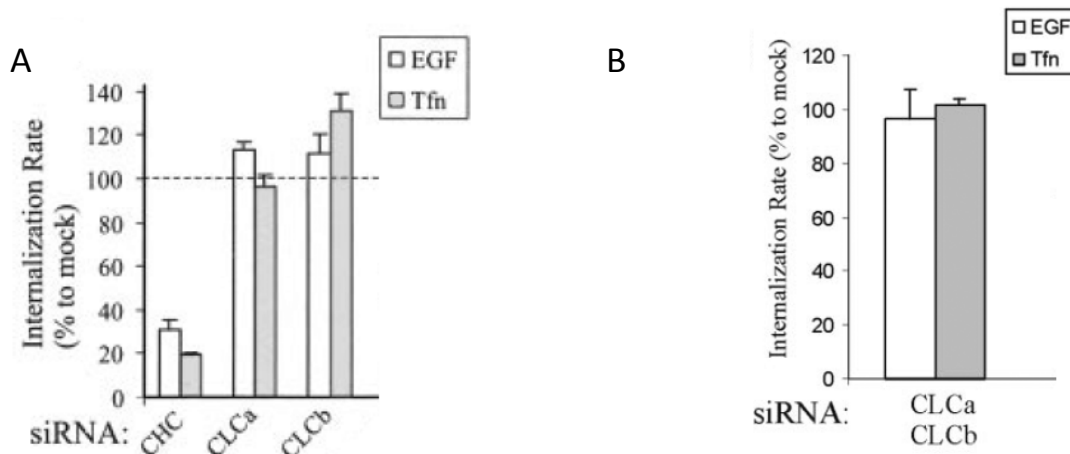 A
EGF
Tfn
Internalization Rate
(% to mock)
140
120
100
80
60
40
20
0
siRNA:
CHC
CLCa
CLCb
B
EGF
Tfn
Internalization Rate (% to mock)
120
100
80
60
40
20
0
siRNA:
CLCa
CLCb